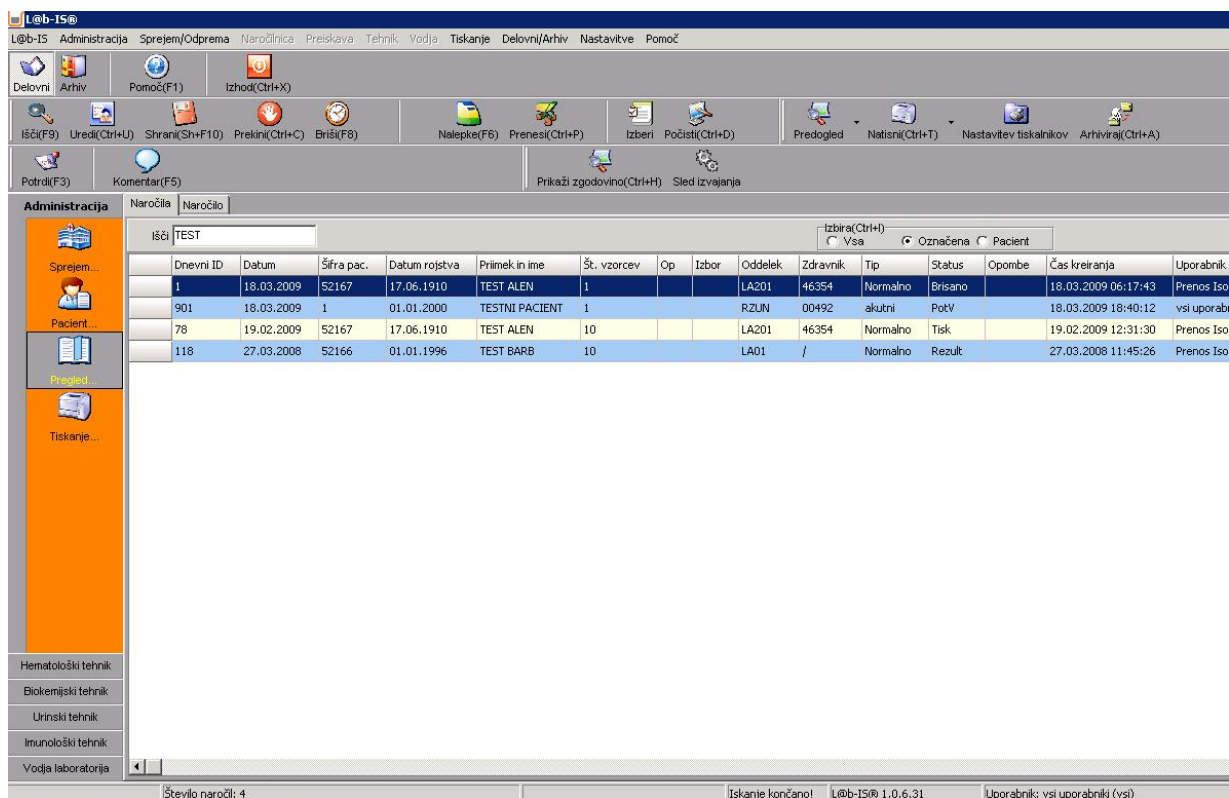 L@b-IS®
L@b-IS Administracija Sprejem/Odprema Naročilnica Preiskava Tehnik Vodja Tiskanje Delovni/Arhiv Nastavitve Pomoč
Delovni Arhiv Pomoč(F1) Izhod(Ctrl+X)
Išči(F9) Uredi(Ctrl+U) Shrani(Sh+F10) Prekini(Ctrl+C) Briši(F8) Nalepke(F6) Prenesi(Ctrl+P) Izberi Počisti(Ctrl+D) Predogled Natisni(Ctrl+T) Nastavitev tiskalnikov Arhiviraj(Ctrl+A)
Potrdi(F3) Komentar(F5) Prikaži zgodovino(Ctrl+H) Sled izvajanja
Administracija Naročila Naročilo
Išči TEST Izbira(Ctrl+I) Vsa Označena Pacient
Dnevni ID Datum Šifra pac. Datum rojstva Priimek in ime Št. vzorcev Op Izbor Oddelek Zdravnik Tip Status Opombe Čas kreiranja Uporabnik
1 18.03.2009 52167 17.06.1910 TEST ALEN 1 LA201 46354 Normalno Brisano 18.03.2009 06:17:43 Prenos Iso
901 18.03.2009 1 01.01.2000 TESTNI PACIENT 1 RZUN 00492 akutni PotV 18.03.2009 18:40:12 vsi uporab
78 19.02.2009 52167 17.06.1910 TEST ALEN 10 LA201 46354 Normalno Tisk 19.02.2009 12:31:30 Prenos Iso
118 27.03.2008 52166 01.01.1996 TEST BARB 10 LA01 / Normalno Rezult 27.03.2008 11:45:26 Prenos Iso
Sprejem...
Pacient...
Pregled...
Tiskanje...
Hematološki tehnik
Biokemijski tehnik
Urinski tehnik
Imunološki tehnik
Vodja laboratorija
Število naročil: 4 Iskanje končano! L@b-IS® 1.0.6.31 Uporabnik: vsi uporabniki (vsi)